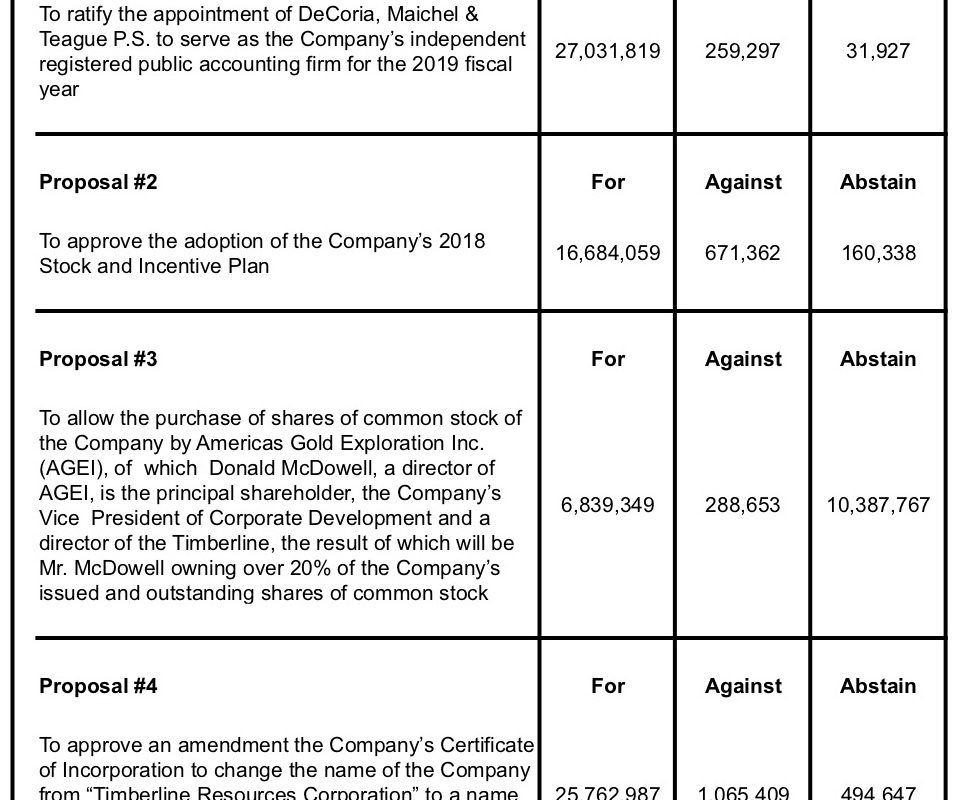 To ratify the appointment of DeCoria, Maichel &
Teague P.S. to serve as the Company’s independent
registered public accounting firm for the 2019 fiscal
year
27,031,819 259,297 31,927
Proposal #2 For Against Abstain
To approve the adoption of the Company’s 2018
Stock and Incentive Plan
16,684,059 671,362 160,338
Proposal #3 For Against Abstain
To allow the purchase of shares of common stock of
the Company by Americas Gold Exploration Inc.
(AGEI), of which Donald McDowell, a director of
AGEI, is the principal shareholder, the Company’s
Vice President of Corporate Development and a
director of the Timberline, the result of which will be
Mr. McDowell owning over 20% of the Company’s
issued and outstanding shares of common stock
6,839,349 288,653 10,387,767
Proposal #4 For Against Abstain
To approve an amendment the Company’s Certificate
of Incorporation to change the name of the Company
from “Timberline Resources Corporation” to a name
25,762,987 1,065,409 494,647